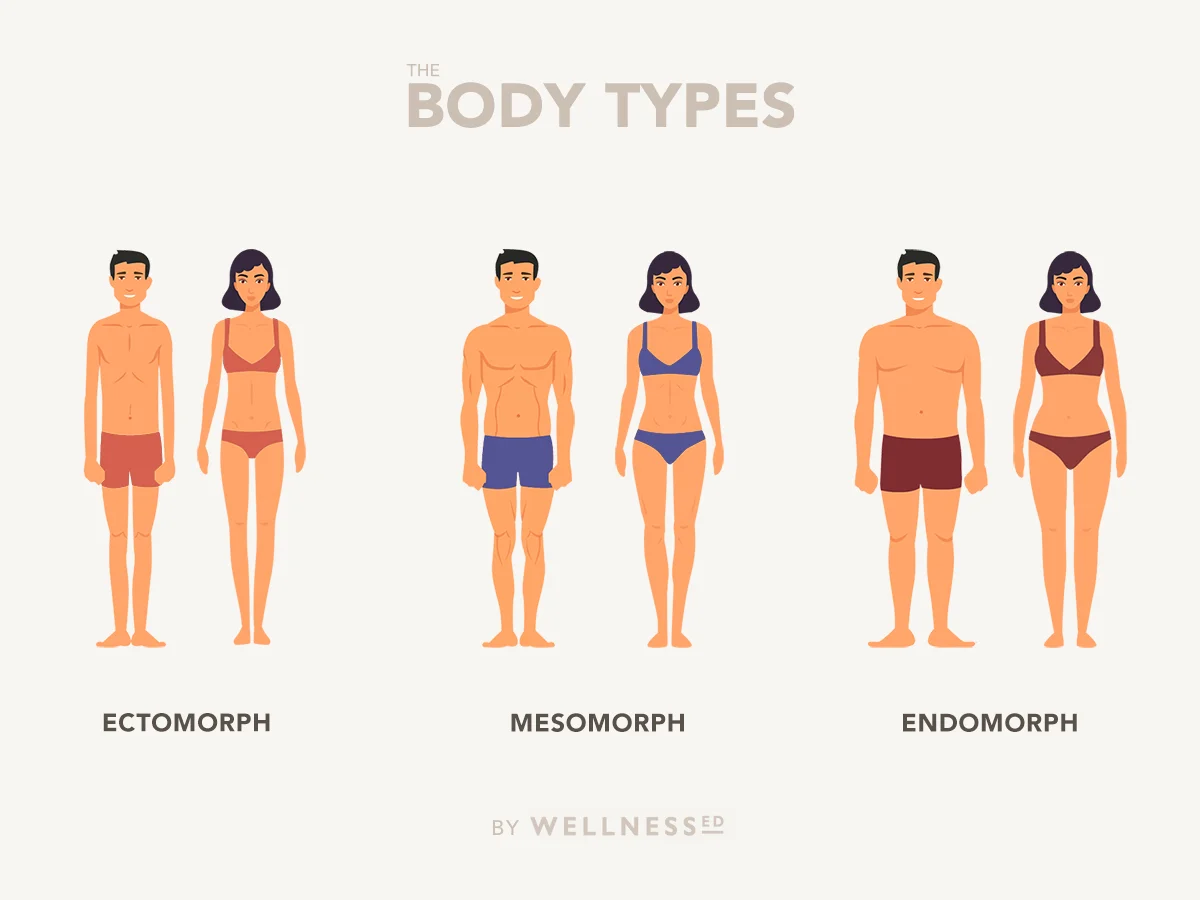 THE
BODY TYPES
ECTOMORPH
MESOMORPH
ENDOMORPH
BY WELLNESS ED